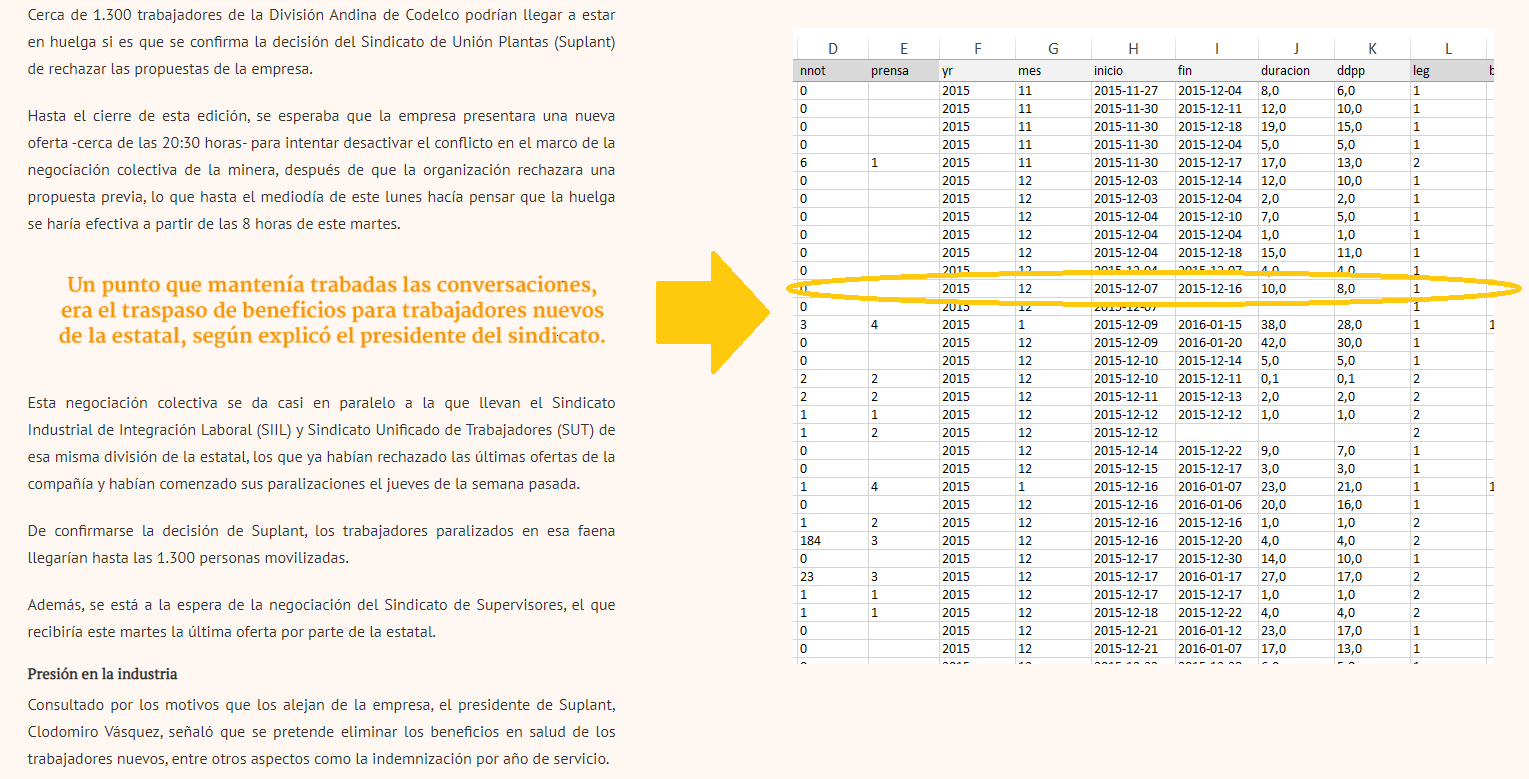 Cerca de 1.300 trabajadores de la División Andina de Codelco podrían llegar a estar
en huelga si es que se confirma la decisión del Sindicato de Unión Plantas (Suplant)
de rechazar las propuestas de la empresa.
Hasta el cierre de esta edición, se esperaba que la empresa presentara una nueva
oferta -cerca de las 20:30 horas- para intentar desactivar el conflicto en el marco de la
negociación colectiva de la minera, después de que la organización rechazara una
propuesta previa, lo que hasta el mediodía de este lunes hacía pensar que la huelga
se haría efectiva a partir de las 8 horas de este martes.
Un punto que mantenía trabadas las conversaciones,
era el traspaso de beneficios para trabajadores nuevos
de la estatal, según explicó el presidente del sindicato.
Esta negociación colectiva se da casi en paralelo a la que llevan el Sindicato
Industrial de Integración Laboral (SIIL) y Sindicato Unificado de Trabajadores (SUT) de
esa misma división de la estatal, los que ya habían rechazado las últimas ofertas de la
compañía y habían comenzado sus paralizaciones el jueves de la semana pasada.
De confirmarse la decisión de Suplant, los trabajadores paralizados en esa faena
llegarían hasta las 1.300 personas movilizadas.
Además, se está a la espera de la negociación del Sindicato de Supervisores, el que
recibiría este martes la última oferta por parte de la estatal.
Presión en la industria
Consultado por los motivos que los alejan de la empresa, el presidente de Suplant,
Clodomiro Vásquez, señaló que se pretende eliminar los beneficios en salud de los
trabajadores nuevos, entre otros aspectos como la indemnización por año de servicio.
D E F G H I J K L
nnot prensa yr mes inicio fin duracion ddpp leg b
0 2015 11 2015-11-27 2015-12-04 8,0 6,0 1
0 2015 11 2015-11-30 2015-12-11 12,0 10,0 1
0 2015 11 2015-11-30 2015-12-18 19,0 15,0 1
0 2015 11 2015-11-30 2015-12-04 5,0 5,0 1
6 1 2015 11 2015-11-30 2015-12-17 17,0 13,0 2
0 2015 12 2015-12-03 2015-12-14 12,0 10,0 1
0 2015 12 2015-12-03 2015-12-04 2,0 2,0 1
0 2015 12 2015-12-04 2015-12-10 7,0 5,0 1
0 2015 12 2015-12-04 2015-12-04 1,0 1,0 1
0 2015 12 2015-12-04 2015-12-18 15,0 11,0 1
0 2015 12 2015-12-04 2015-12-07 4,0 4,0 1
0 2015 12 2015-12-07 2015-12-16 10,0 8,0 1
0 2015 12 2015-12-07 1
3 4 2015 1 2015-12-09 2016-01-15 38,0 28,0 1 1
0 2015 12 2015-12-09 2016-01-20 42,0 30,0 1
0 2015 12 2015-12-10 2015-12-14 5,0 5,0 1
2 2 2015 12 2015-12-10 2015-12-11 0,1 0,1 2
2 2 2015 12 2015-12-11 2015-12-13 2,0 2,0 2
1 1 2015 12 2015-12-12 2015-12-12 1,0 1,0 2
1 2 2015 12 2015-12-12 2
0 2015 12 2015-12-14 2015-12-22 9,0 7,0 1
0 2015 12 2015-12-15 2015-12-17 3,0 3,0 1
1 4 2015 1 2015-12-16 2016-01-07 23,0 21,0 1 1
0 2015 12 2015-12-16 2016-01-06 20,0 16,0 1
1 2 2015 12 2015-12-16 2015-12-16 1,0 1,0 2
184 3 2015 12 2015-12-16 2015-12-20 4,0 4,0 2
0 2015 12 2015-12-17 2015-12-30 14,0 10,0 1
23 3 2015 12 2015-12-17 2016-01-17 27,0 17,0 2
1 1 2015 12 2015-12-17 2015-12-17 1,0 1,0 2
1 1 2015 12 2015-12-18 2015-12-22 4,0 4,0 2
0 2015 12 2015-12-21 2016-01-12 23,0 17,0 1
0 2015 12 2015-12-21 2016-01-07 17,0 13,0 1